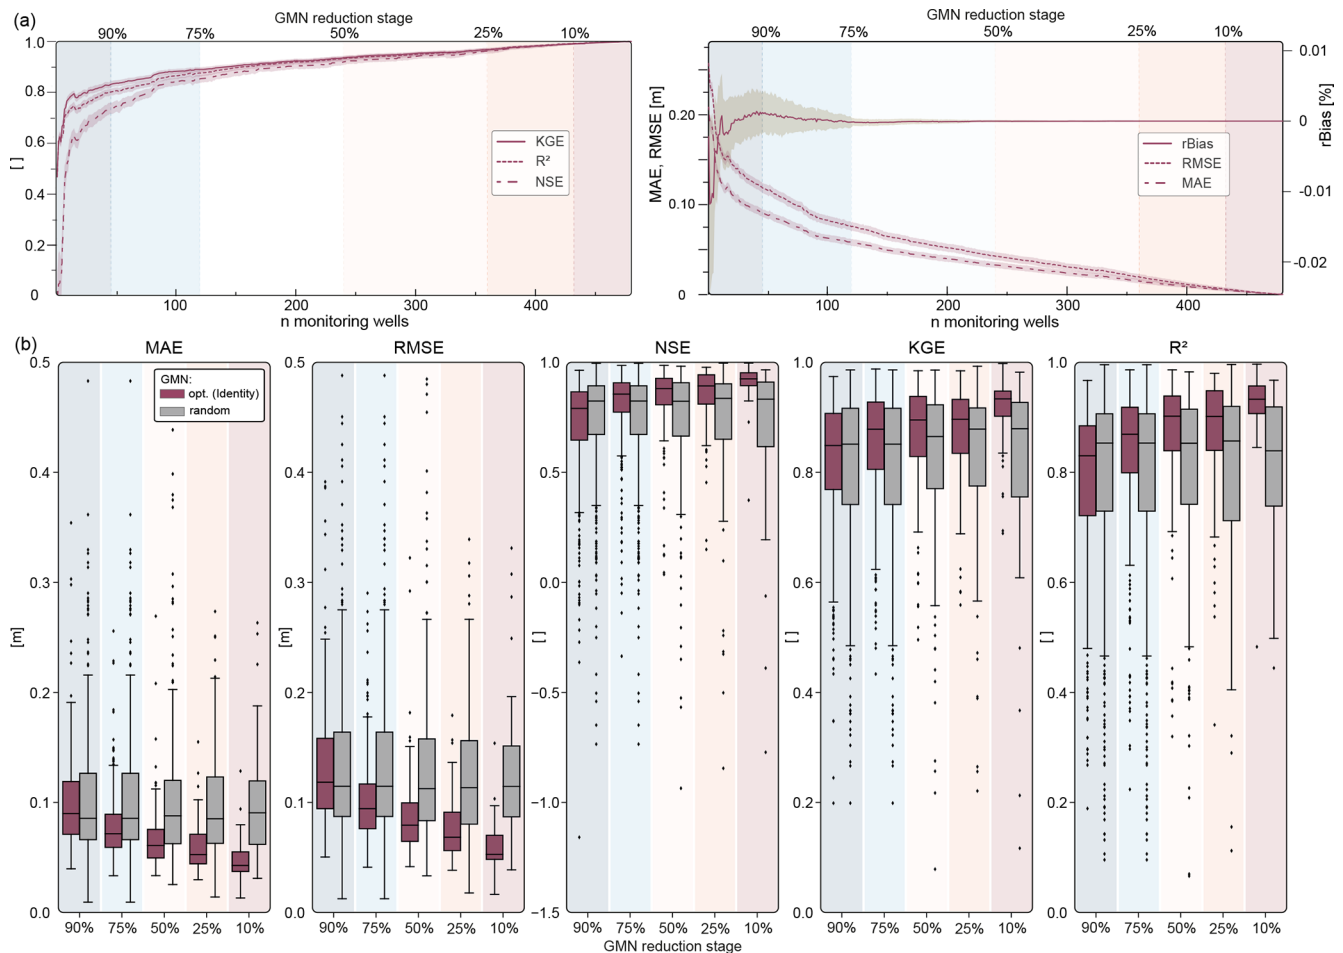 (a)
GMN reduction stage
90% 75% 50% 25% 10%
1.0
0.8
0.6
0.4
0.2
0
[ ]
KGE
R²
NSE
100 200 300 400
n monitoring wells
GMN reduction stage
90% 75% 50% 25% 10%
MAE, RMSE [m]
0.20
0.10
0
rBias
RMSE
MAE
0.01
0
-0.01
-0.02
rBias [%]
100 200 300 400
n monitoring wells
(b)
MAE
0.5
0.4
0.3
0.2
0.1
0.0
[m]
GMN:
opt. (Identity)
random
90% 75% 50% 25% 10%
RMSE
0.5
0.4
0.3
0.2
0.1
0.0
[m]
90% 75% 50% 25% 10%
NSE
1.0
0.5
0.0
−0.5
−1.0
−1.5
[ ]
90% 75% 50% 25% 10%
KGE
1.0
0.8
0.6
0.4
0.2
0.0
[ ]
90% 75% 50% 25% 10%
R²
1.0
0.8
0.6
0.4
0.2
0.0
[ ]
90% 75% 50% 25% 10%
GMN reduction stage